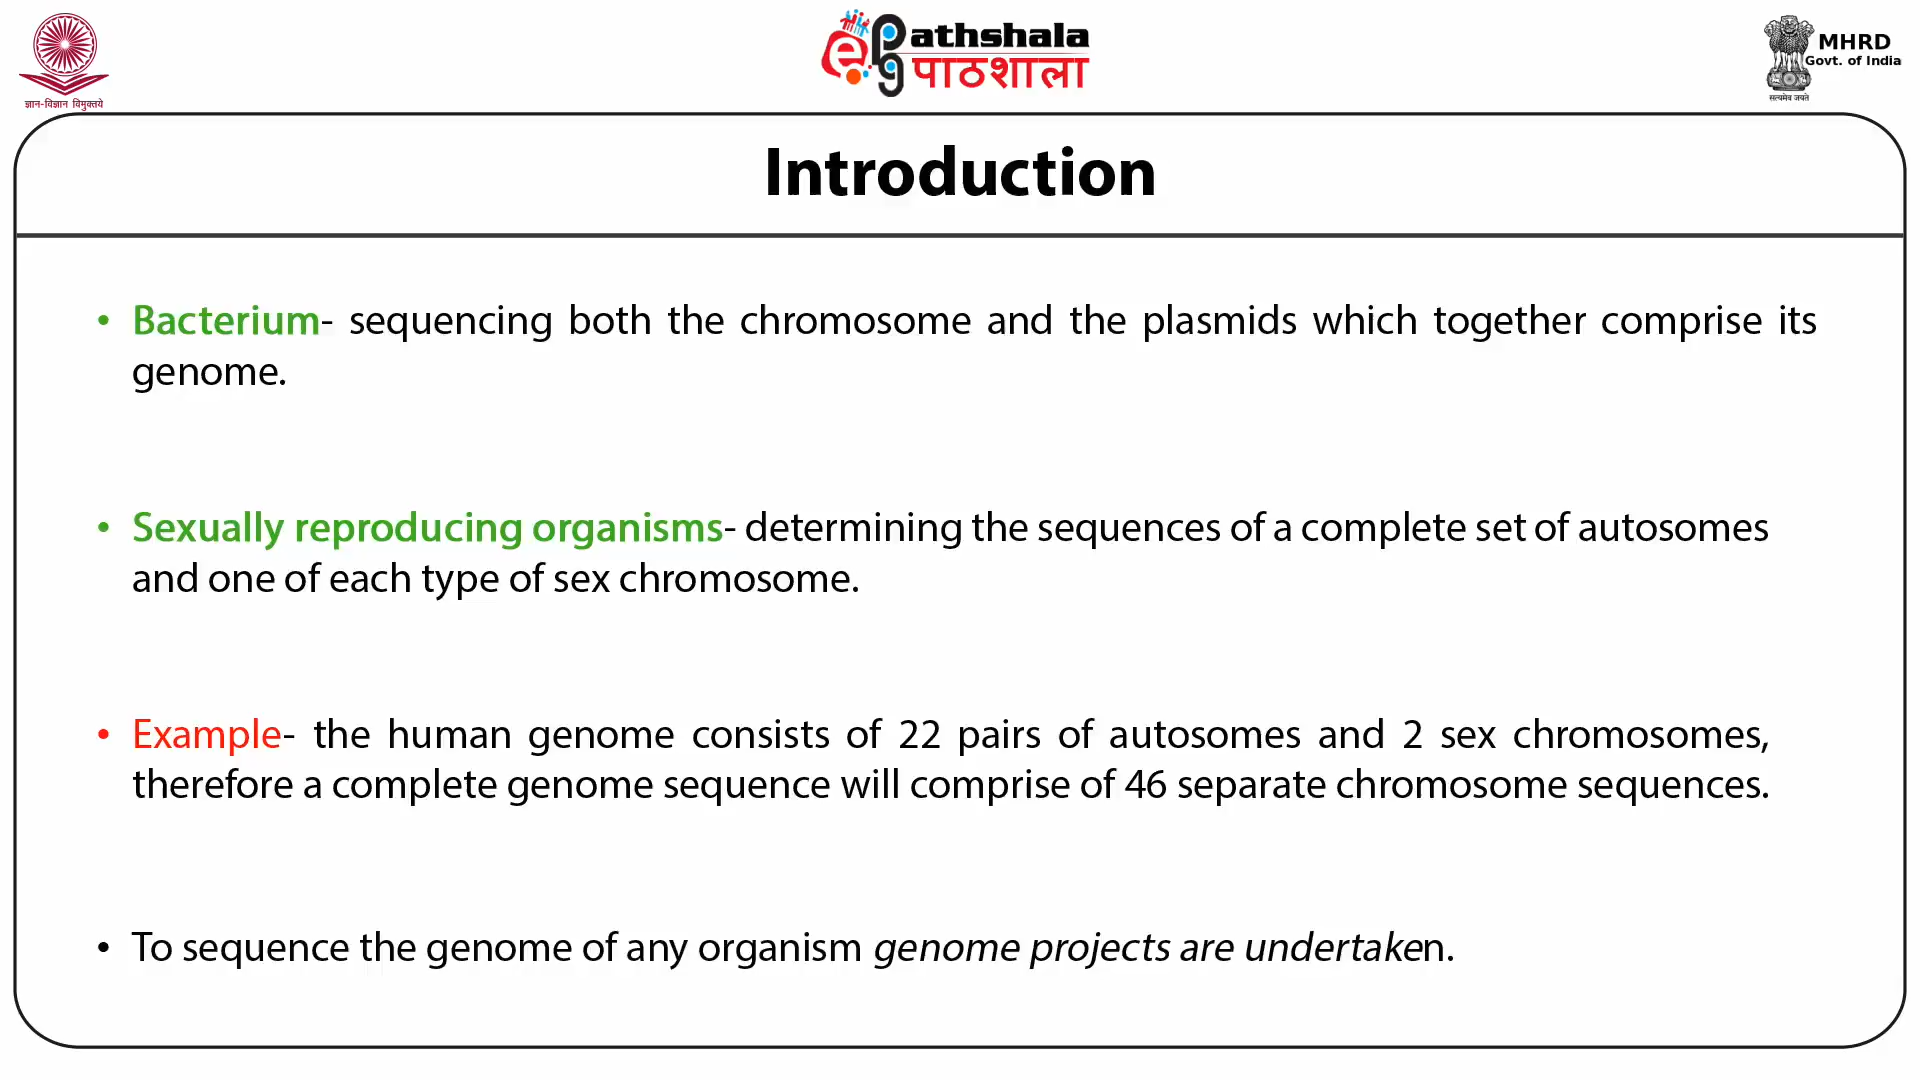 ज्ञान-विज्ञान विमुक्तये
ePathshala
पाठशाला
MHRD
Govt. of India
सत्यमेव जयते
Introduction
• Bacterium- sequencing both the chromosome and the plasmids which together comprise its
genome.
• Sexually reproducing organisms- determining the sequences of a complete set of autosomes
and one of each type of sex chromosome.
• Example- the human genome consists of 22 pairs of autosomes and 2 sex chromosomes,
therefore a complete genome sequence will comprise of 46 separate chromosome sequences.
• To sequence the genome of any organism genome projects are undertaken.